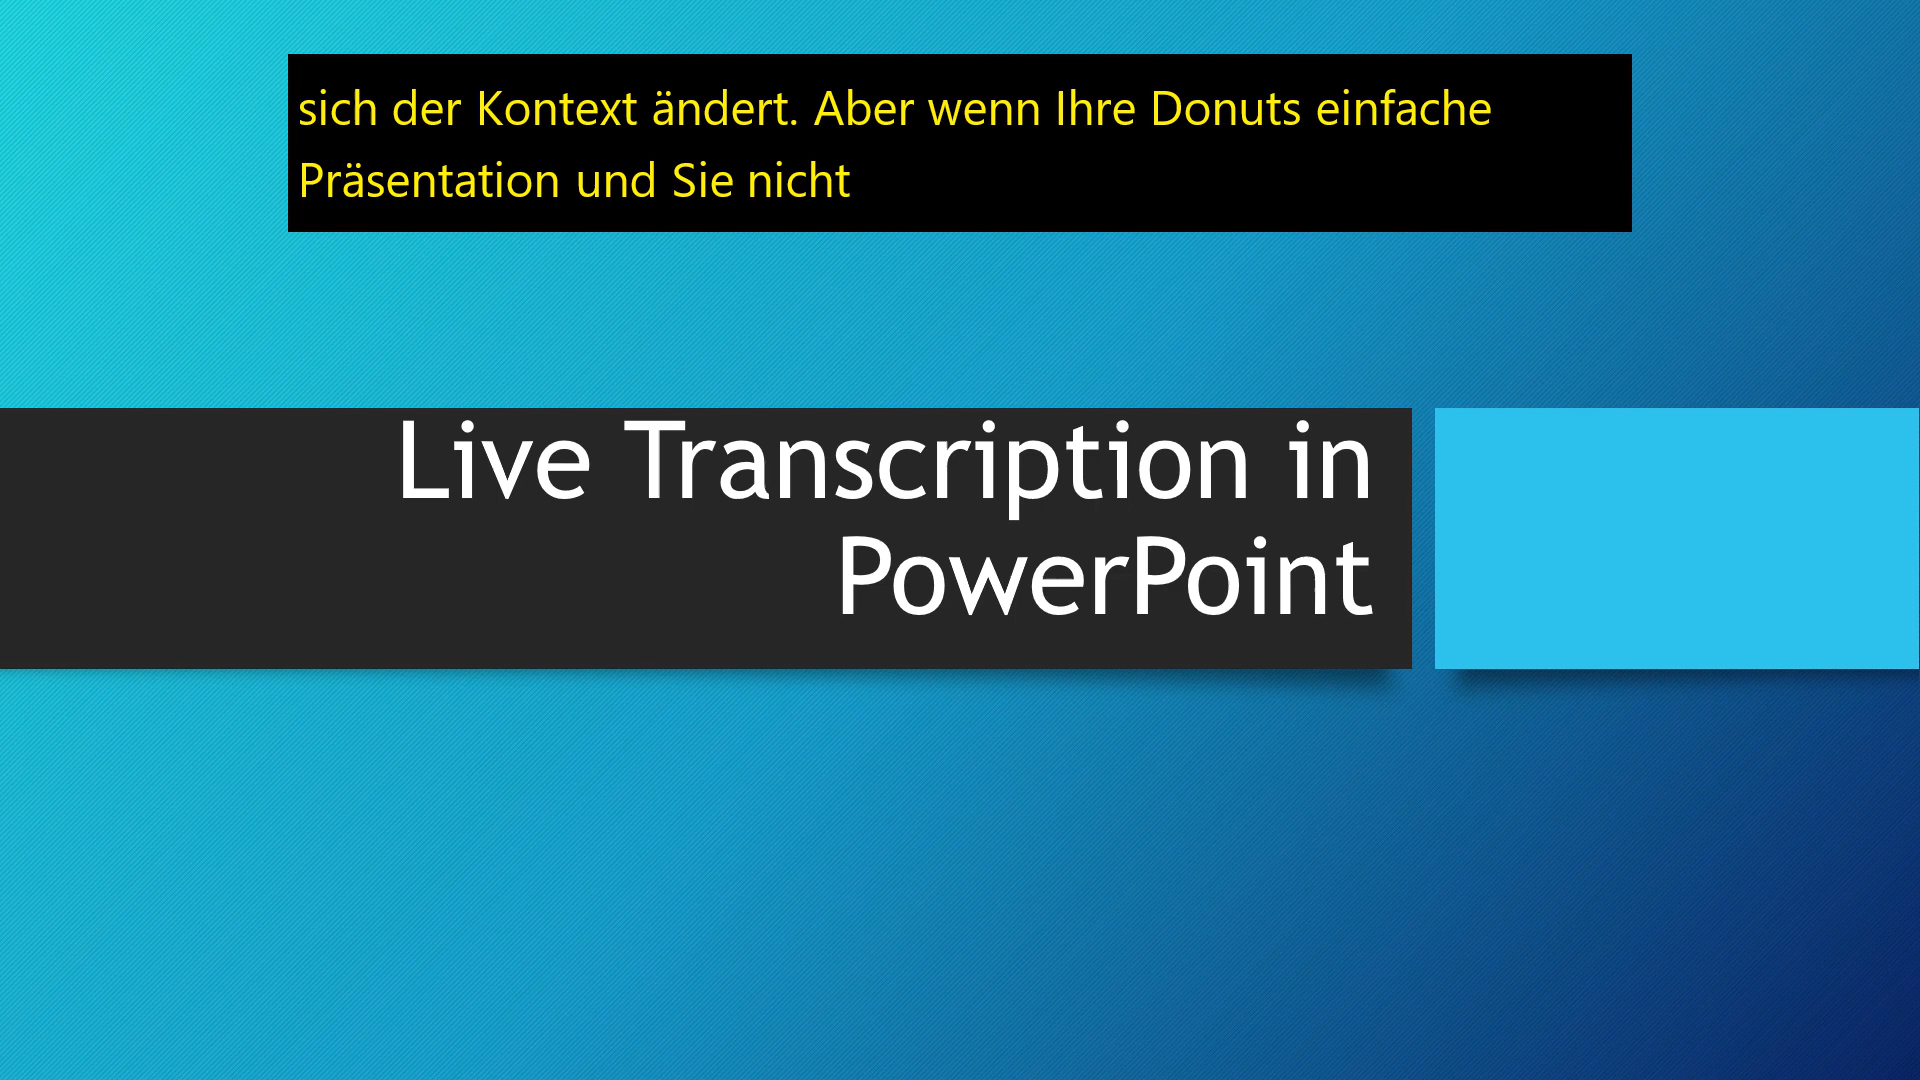 sich der Kontext ändert. Aber wenn Ihre Donuts einfache
Präsentation und Sie nicht
Live Transcription in
PowerPoint